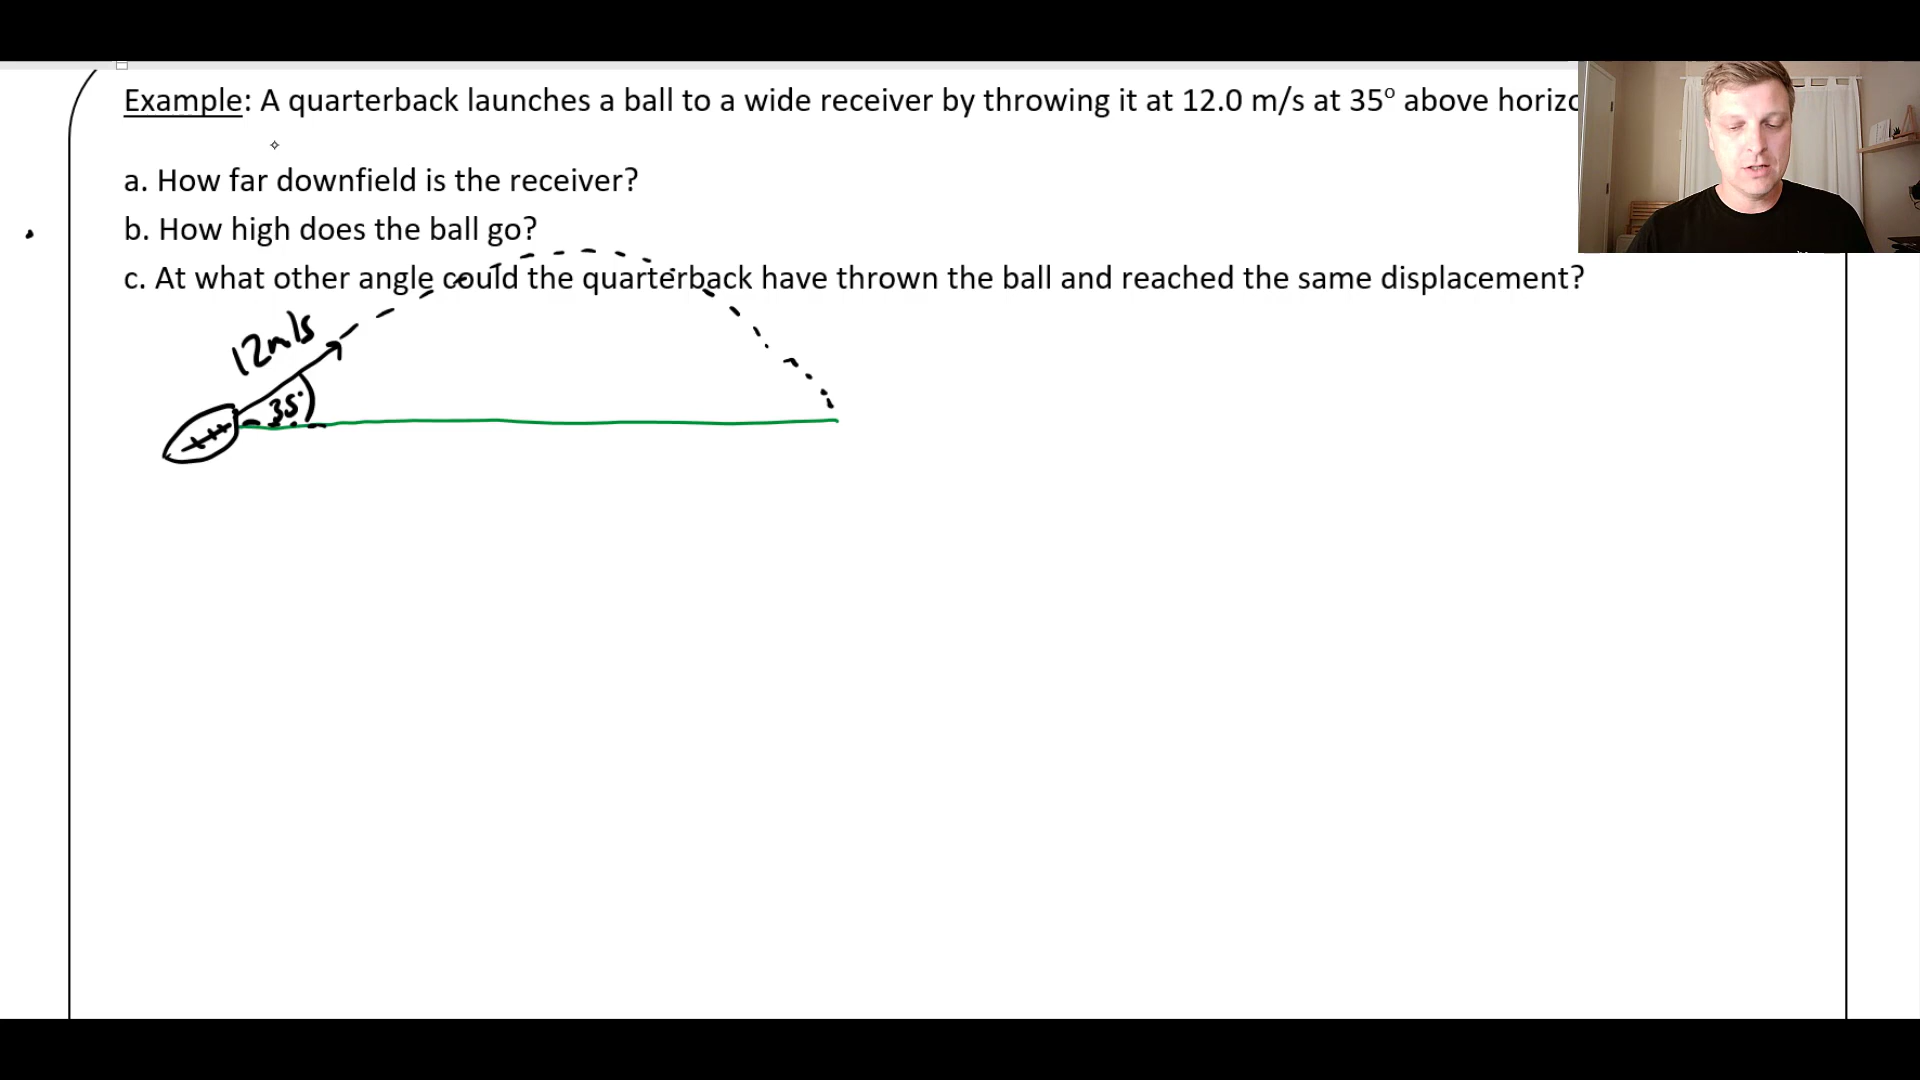 Example: A quarterback launches a ball to a wide receiver by throwing it at 12.0 m/s at 35º above
a. How far downfield is the receiver?
b. How high does the ball go?
c. At what other angle could the quarterback have thrown the ball and reached the same displacement?
12m/s
35°